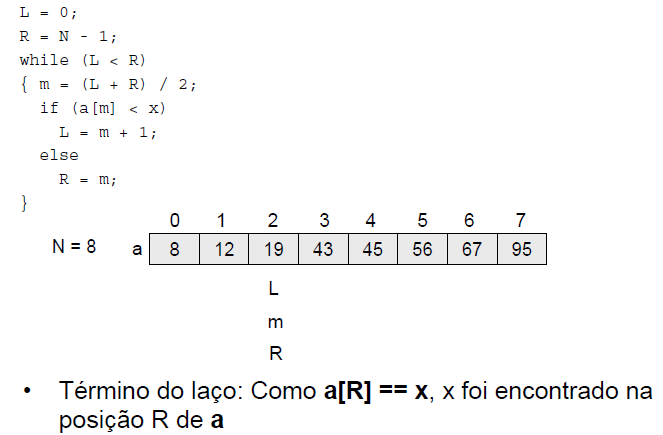 L = 0;
R = N - 1;
while (L < R)
{ m = (L + R) / 2;
if (a[m] < x)
L = m + 1;
else
R = m;
}
0 1 2 3 4 5 6 7
N = 8 a 8 12 19 43 45 56 67 95
L
m
R
• Término do laço: Como a[R] == x, x foi encontrado na
posição R de a